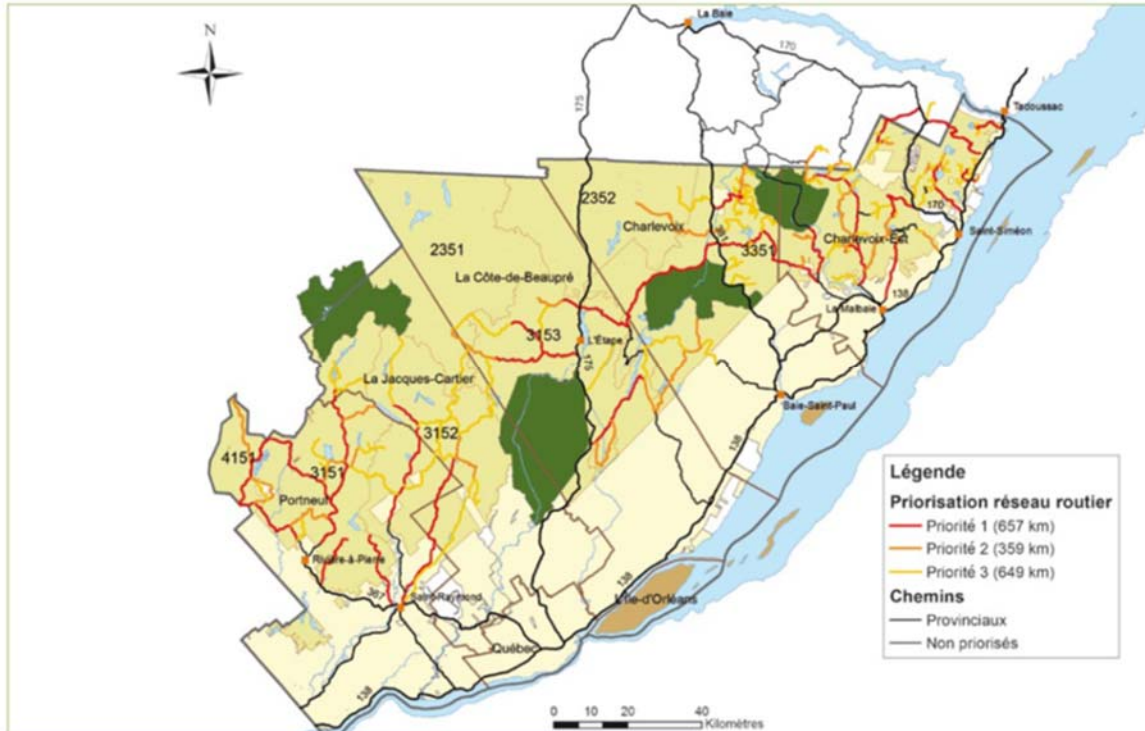 N
La Baie
170
175
Tadoussac
2352
Charlevoix
381
3351
170
Charlevoix-Est
Saint-Siméon
2351
La Côte-de-Beaupré
138
La Malbaie
3153
L'Étape
175
La Jacques-Cartier
Baie-Saint-Paul
3152
138
4151
3151
Portneuf
Rivière-à-Pierre
367
Saint-Raymond
138
L'Île-d'Orléans
Québec
138
Légende
Priorisation réseau routier
Priorité 1 (657 km)
Priorité 2 (359 km)
Priorité 3 (649 km)
Chemins
Provinciaux
Non priorisés
0 10 20 40
Kilomètres